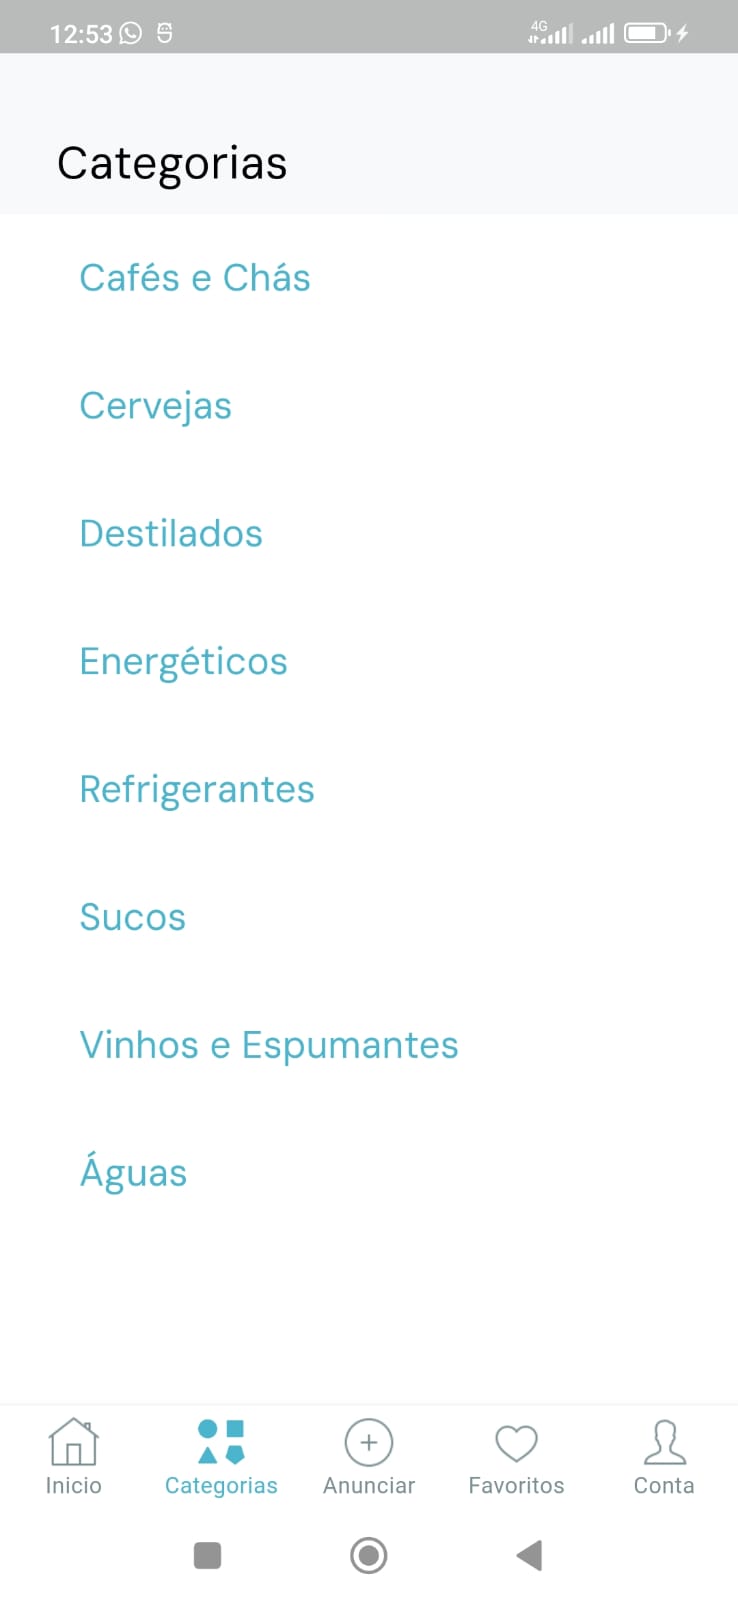 12:53
4G
Categorias
Cafés e Chás
Cervejas
Destilados
Energéticos
Refrigerantes
Sucos
Vinhos e Espumantes
Águas
Inicio
Categorias
Anunciar
Favoritos
Conta